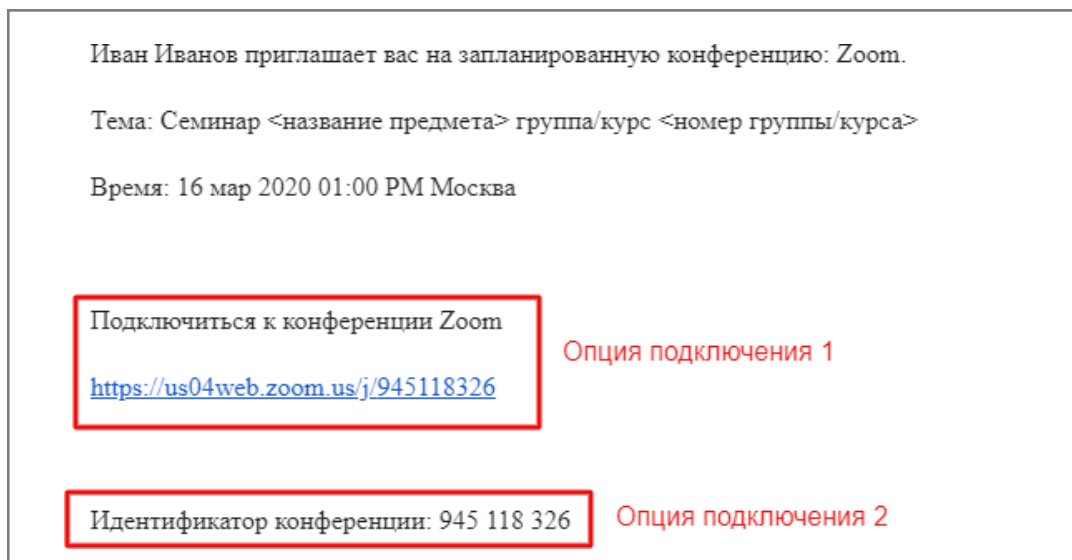 Иван Иванов приглашает вас на запланированную конференцию: Zoom.
Тема: Семинар <название предмета> группа/курс <номер группы/курса>
Время: 16 мар 2020 01:00 PM Москва
Подключиться к конференции Zoom
Опция подключения 1
https://us04web.zoom.us/j/945118326
Идентификатор конференции: 945 118 326
Опция подключения 2